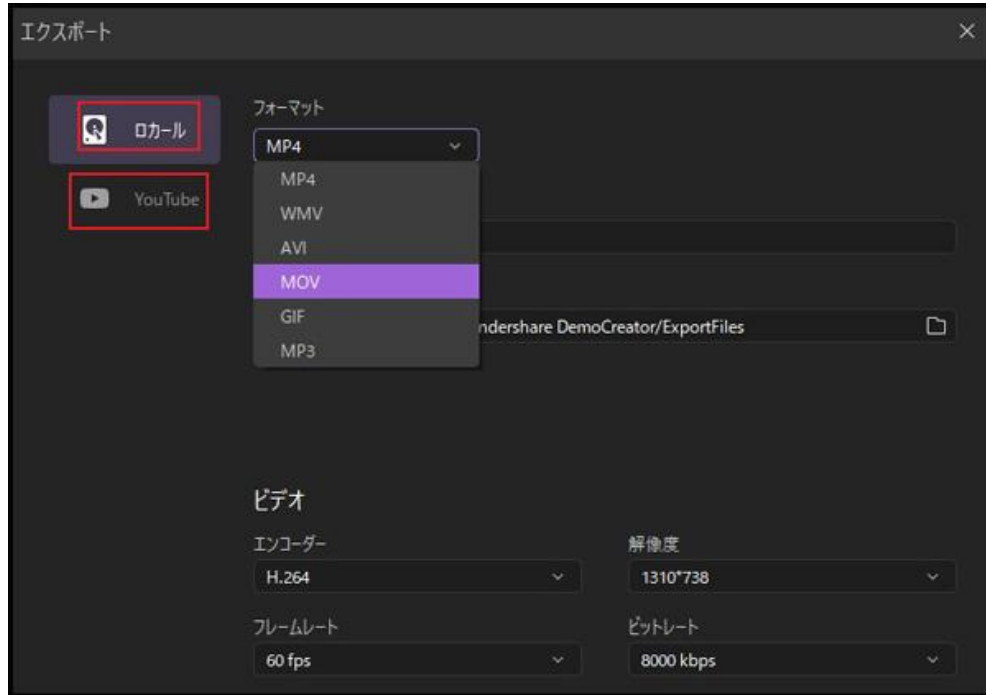 エクスポート
ロカール
YouTube
フォーマット
MP4
MP4
WMV
AVI
MOV
GIF
MP3
ndershare DemoCreator/ExportFiles
ビデオ
エンコーダー
解像度
H.264
1310*738
フレームレート
ビットレート
60 fps
8000 kbps